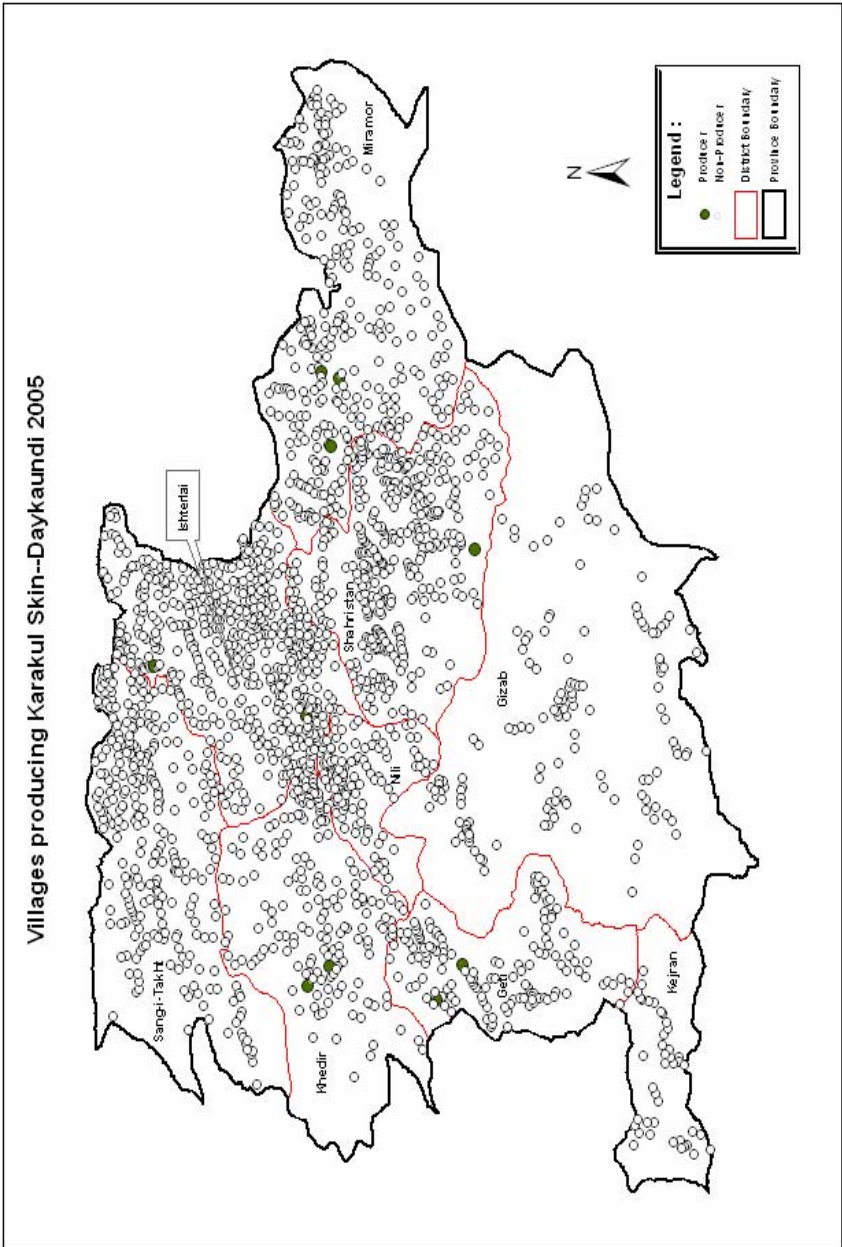 Villages producing Karakul Skin--Daykaundi 2005
Ishterlai
Miramor
Sang-i-Takht
Shahristan
Nili
Khedir
Gizab
Geti
Kejran
N
Legend :
Producer
Non-Producer
District Boundary
Province Boundary